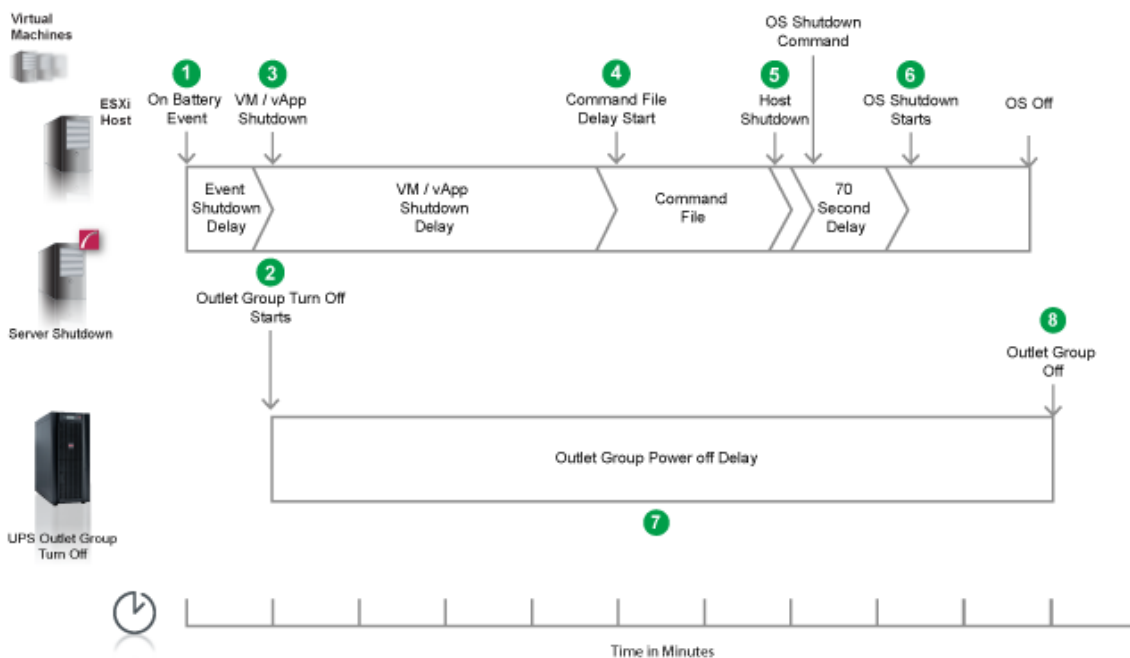 Virtual
Machines
ESXi
Host
Server Shutdown
UPS Outlet Group
Turn Off
1
On Battery
Event
3
VM / vApp
Shutdown
4
Command File
Delay Start
5
Host
Shutdown
OS Shutdown
Command
6
OS Shutdown
Starts
OS Off
Event
Shutdown
Delay
VM / vApp
Shutdown
Delay
Command
File
70
Second
Delay
2
Outlet Group Turn Off
Starts
8
Outlet Group
Off
Outlet Group Power off Delay
7
Time in Minutes